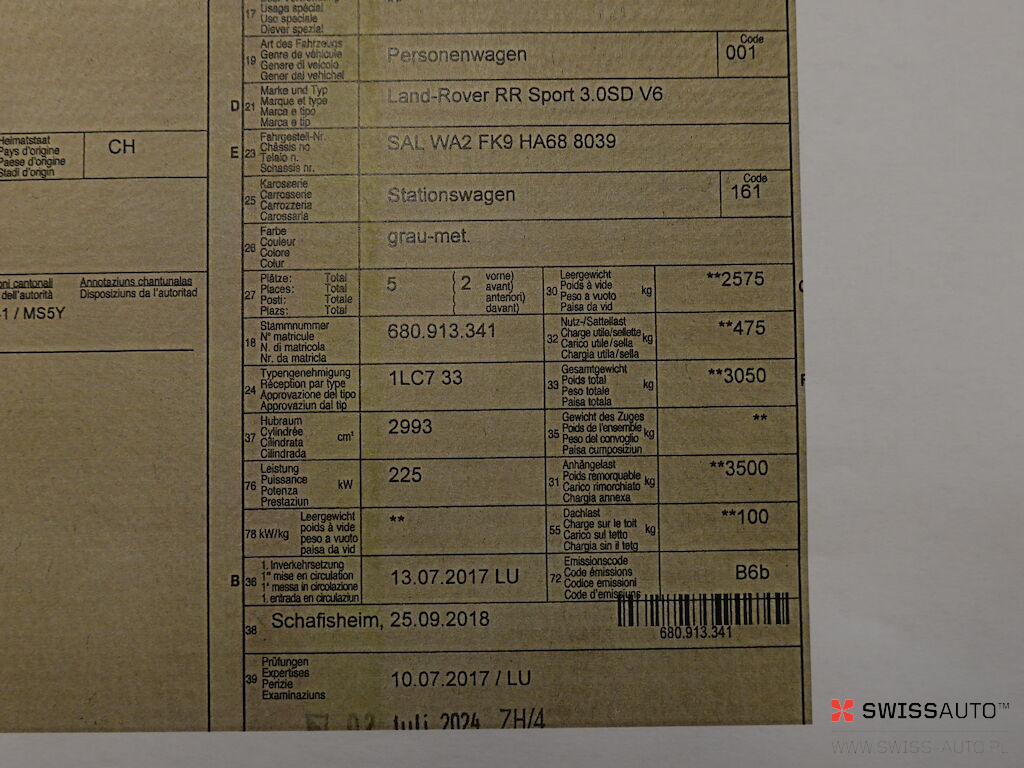 17 Usage spécial
Uso speciale
Diever spezial
19 Art des Fahrzeugs
Genre de véhicule
Genere di veicolo
Gener dal vehichel
Personenwagen
Code
001
D 21 Marke und Typ
Marque et type
Marca e tipo
Marca e tip
Land-Rover RR Sport 3.0SD V6
Heimatstaat
Pays d'origine
Paese d'origine
Stadi d'origin
CH
E 23 Fahrgestell-Nr.
Châssis no
Telaio n.
Schassis nr.
SAL WA2 FK9 HA68 8039
25 Karosserie
Carrosserie
Carrozzeria
Carossaria
Stationswagen
Code
161
26 Farbe
Couleur
Colore
Colur
grau-met.
oni cantonali
dell'autorità
Annotaziuns chantunalas
Disposiziuns da l'autoritad
-1 / MS5Y
27 Plätze: Total
Places: Total
Posti: Totale
Plazs: Total
5 ( 2 vorne)
avant)
anteriori)
davant)
30 Leergewicht
Poids à vide
Peso a vuoto
Paisa da vid
kg
**2575
18 Stammnummer
N° matricule
N. di matricola
Nr. da matricla
680.913.341
32 Nutz-/Sattellast
Charge utile/sellette
Carico utile/sella
Chargia utila/sella
kg
**475
24 Typengenehmigung
Réception par type
Approvazione del tipo
Approvaziun dal tip
1LC7 33
33 Gesamtgewicht
Poids total
Peso totale
Paisa totala
kg
**3050
37 Hubraum
Cylindrée
Cilindrata
Cilindrada
cm³
2993
35 Gewicht des Zuges
Poids de l'ensemble
Peso del convoglio
Paisa cumposiziun
kg
**
76 Leistung
Puissance
Potenza
Prestaziun
kW
225
31 Anhängelast
Poids remorquable
Carico rimorchiato
Chargia annexa
kg
**3500
78 kW/kg Leergewicht
poids à vide
peso a vuoto
paisa da vid
**
55 Dachlast
Charge sur le toit
Carico sul tetto
Chargia sin il tetg
kg
**100
B 36 1. Inverkehrsetzung
1re mise en circulation
1a messa in circolazione
1. entrada en circulaziun
13.07.2017 LU
72 Emissionscode
Code émissions
Codice emissioni
Code d'emissiuns
B6b
38 Schafisheim, 25.09.2018
680.913.341
39 Prüfungen
Expertises
Perizie
Examinaziuns
10.07.2017 / LU
02. Juli 2024 7H/4
SWISSAUTO™
WWW.SWISS-AUTO.PL